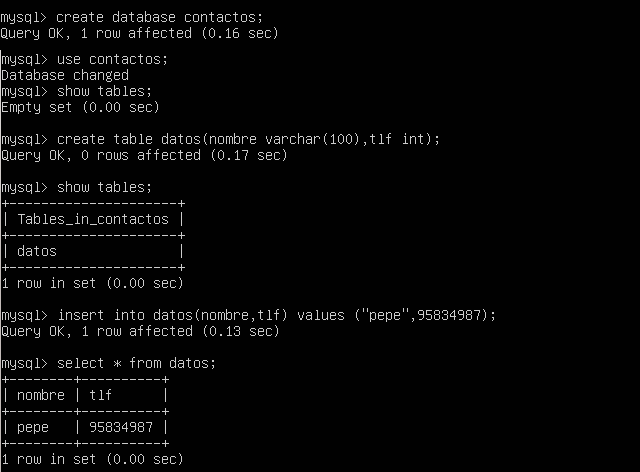 mysql> create database contactos;
Query OK, 1 row affected (0.16 sec)
mysql> use contactos;
Database changed
mysql> show tables;
Empty set (0.00 sec)
mysql> create table datos(nombre varchar(100),tlf int);
Query OK, 0 rows affected (0.17 sec)
mysql> show tables;
+---------------------+
| Tables_in_contactos |
+---------------------+
| datos               |
+---------------------+
1 row in set (0.00 sec)
mysql> insert into datos(nombre,tlf) values ("pepe",95834987);
Query OK, 1 row affected (0.13 sec)
mysql> select * from datos;
+--------+----------+
| nombre | tlf      |
+--------+----------+
| pepe   | 95834987 |
+--------+----------+
1 row in set (0.00 sec)